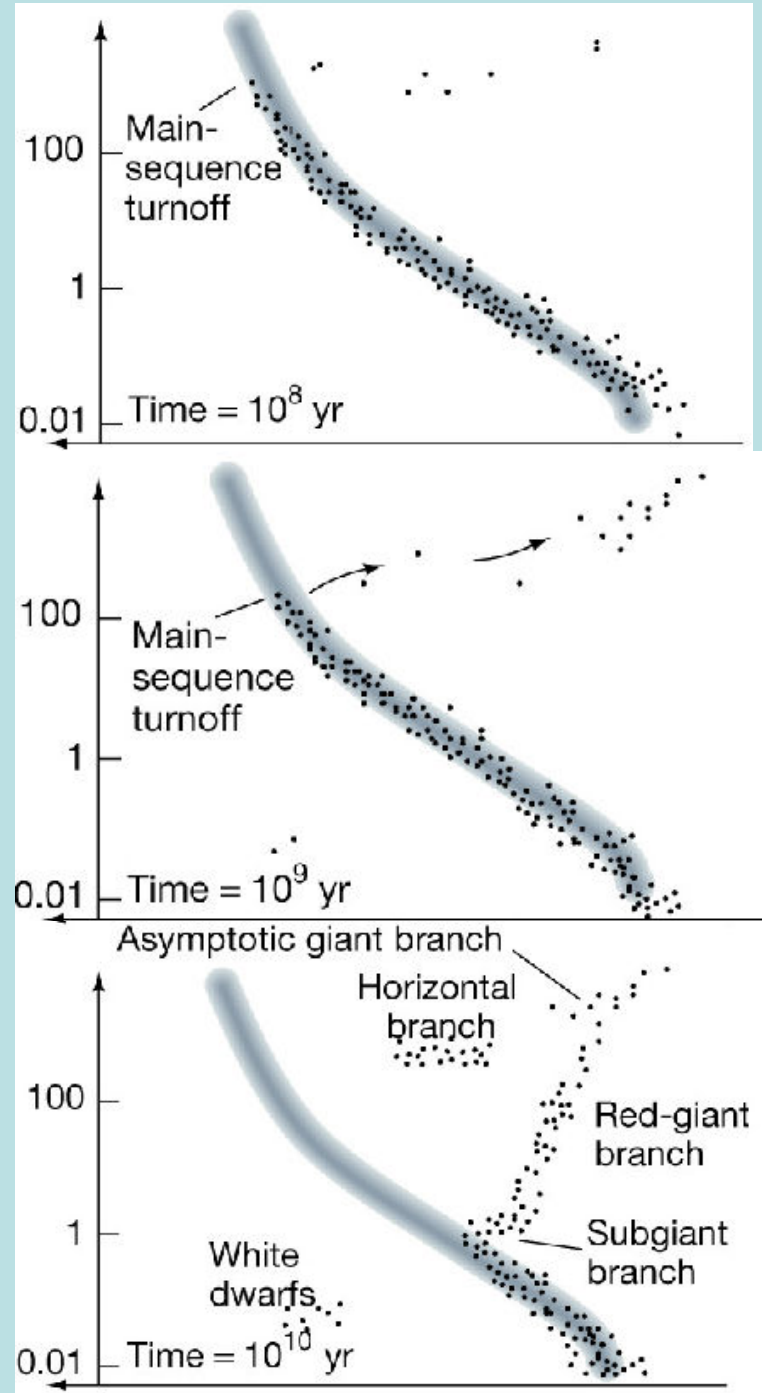 100
Main-
sequence
turnoff
1
0.01
Time = 10⁸ yr
100
Main-
sequence
turnoff
1
0.01
Time = 10⁹ yr
Asymptotic giant branch
Horizontal
branch
100
Red-giant
branch
1
Subgiant
branch
White
dwarfs
0.01
Time = 10¹⁰ yr